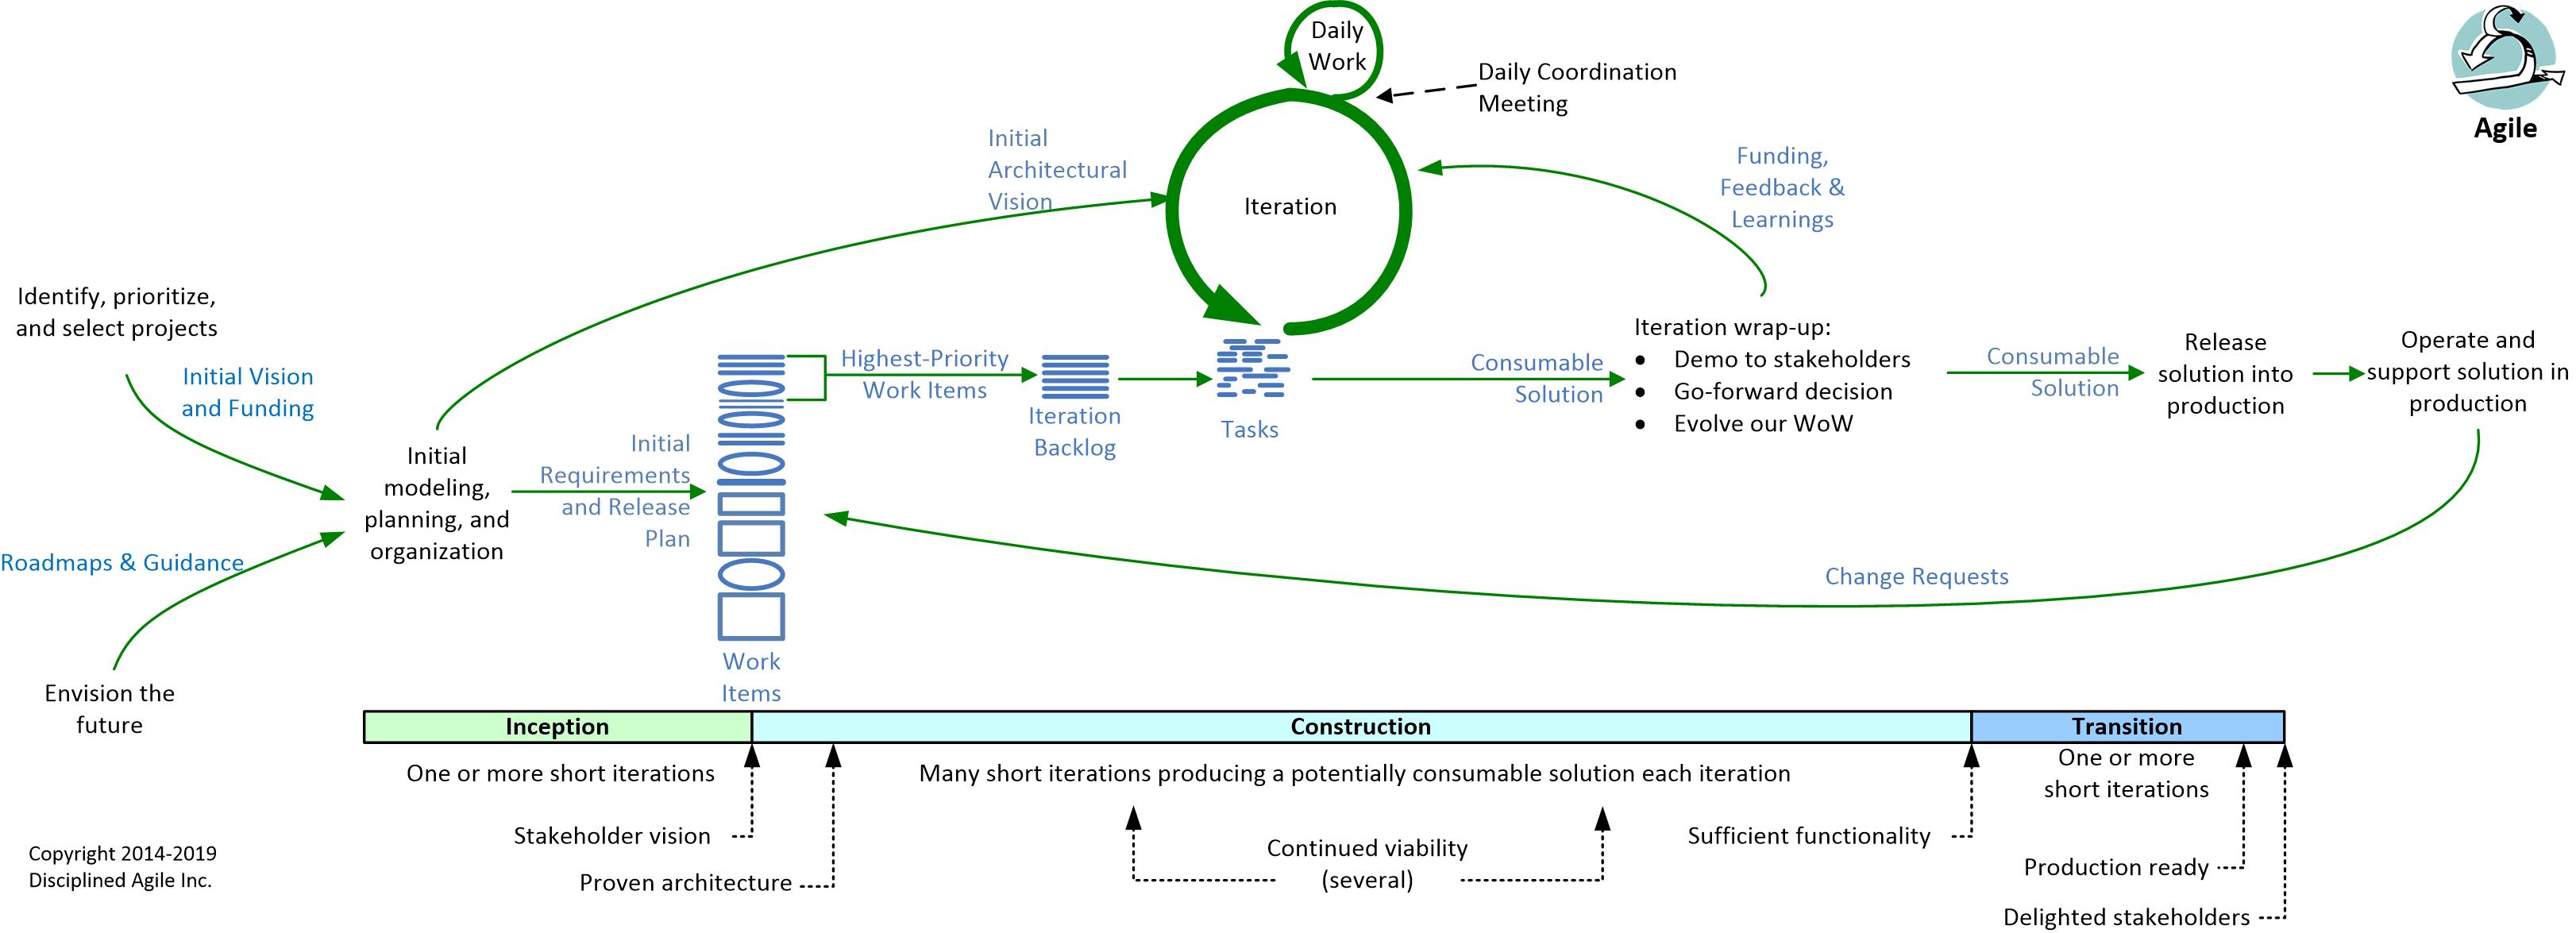 Daily
Work
Daily Coordination
Meeting
Agile
Initial
Architectural
Vision
Iteration
Funding,
Feedback &
Learnings
Identify, prioritize,
and select projects
Initial Vision
and Funding
Highest-Priority
Work Items
Iteration
Backlog
Tasks
Consumable
Solution
Iteration wrap-up:
• Demo to stakeholders
• Go-forward decision
• Evolve our WoW
Consumable
Solution
Release
solution into
production
Operate and
support solution in
production
Initial
modeling,
planning, and
organization
Initial
Requirements
and Release
Plan
Roadmaps & Guidance
Change Requests
Envision the
future
Work
Items
Inception
Construction
Transition
One or more short iterations
Many short iterations producing a potentially consumable solution each iteration
One or more
short iterations
Stakeholder vision
Proven architecture
Continued viability
(several)
Sufficient functionality
Production ready
Delighted stakeholders
Copyright 2014-2019
Disciplined Agile Inc.